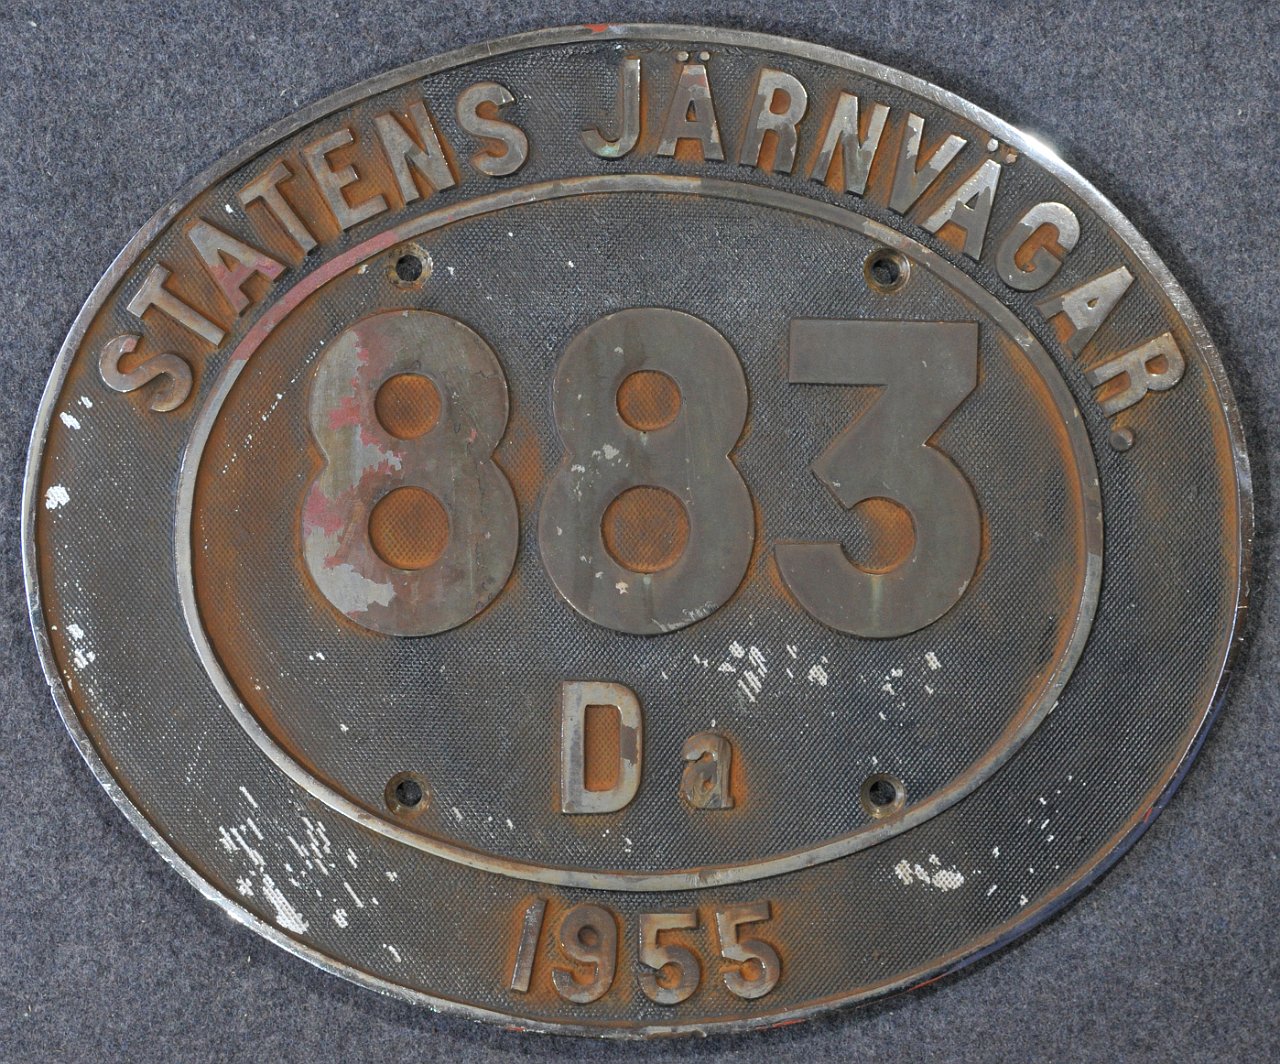 STATENS JÄRNVÄGAR.
883
Da
1955